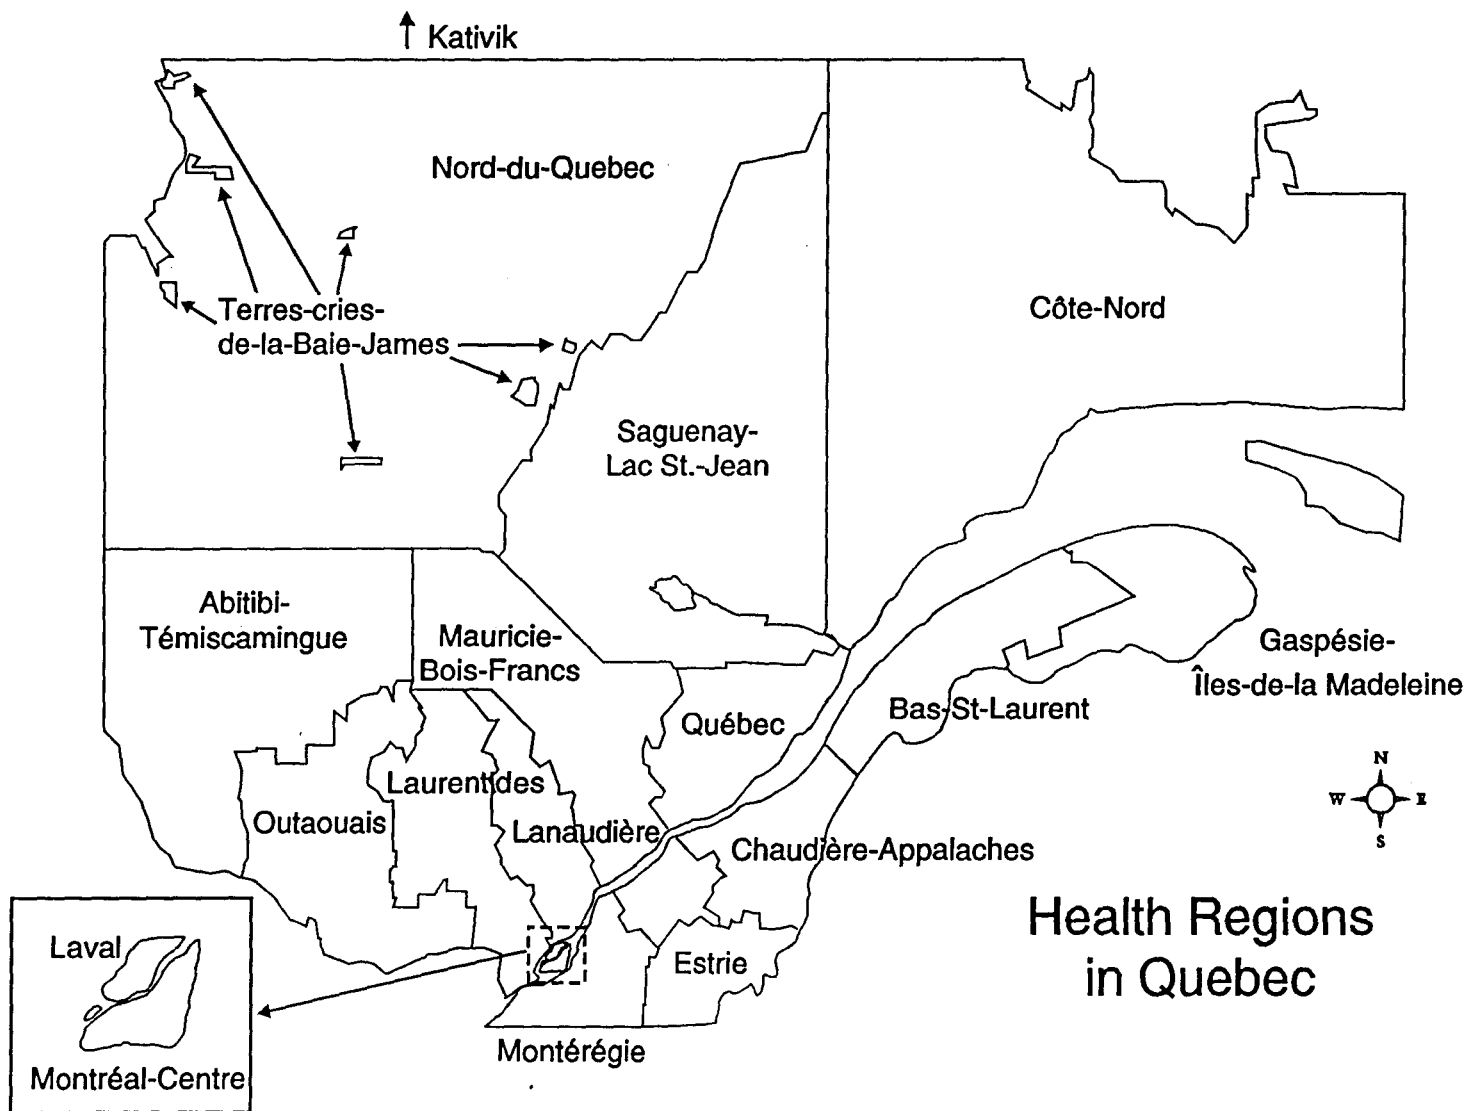 Kativik
Nord-du-Quebec
Terres-cries-
de-la-Baie-James
Côte-Nord
Saguenay-
Lac St.-Jean
Abitibi-
Témiscamingue
Mauricie-
Bois-Francs
Gaspésie-
Îles-de-la Madeleine
Québec
Bas-St-Laurent
Laurentides
Outaouais
Lanaudière
Chaudière-Appalaches
N
W
E
S
Health Regions
in Quebec
Laval
Estrie
Montérégie
Montréal-Centre